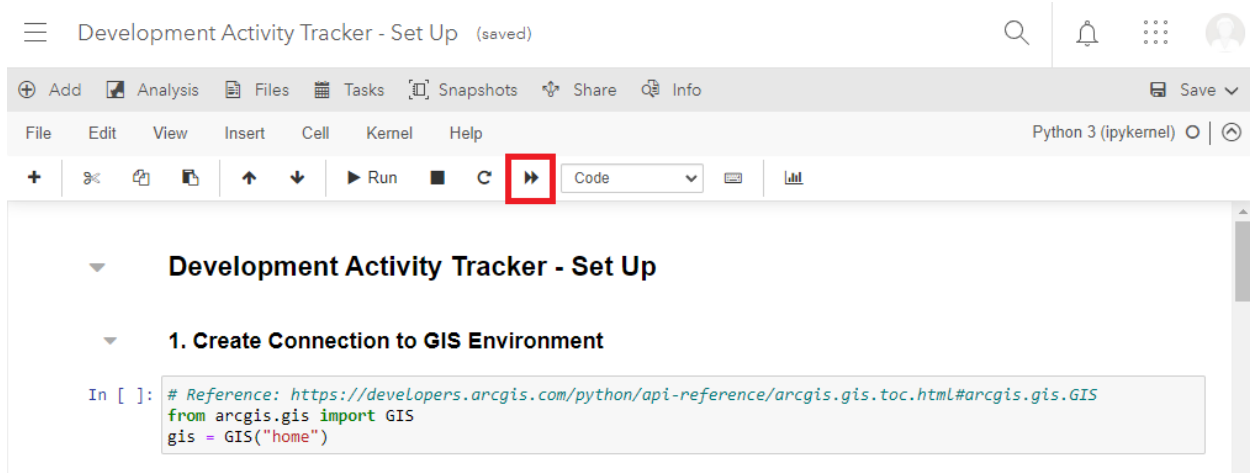 Development Activity Tracker - Set Up (saved)
Add Analysis Files Tasks Snapshots Share Info Save
File Edit View Insert Cell Kernel Help Python 3 (ipykernel)
Run Code
Development Activity Tracker - Set Up
1. Create Connection to GIS Environment
In [ ]: # Reference: https://developers.arcgis.com/python/api-reference/arcgis.gis.toc.html#arcgis.gis.GIS
from arcgis.gis import GIS
gis = GIS("home")